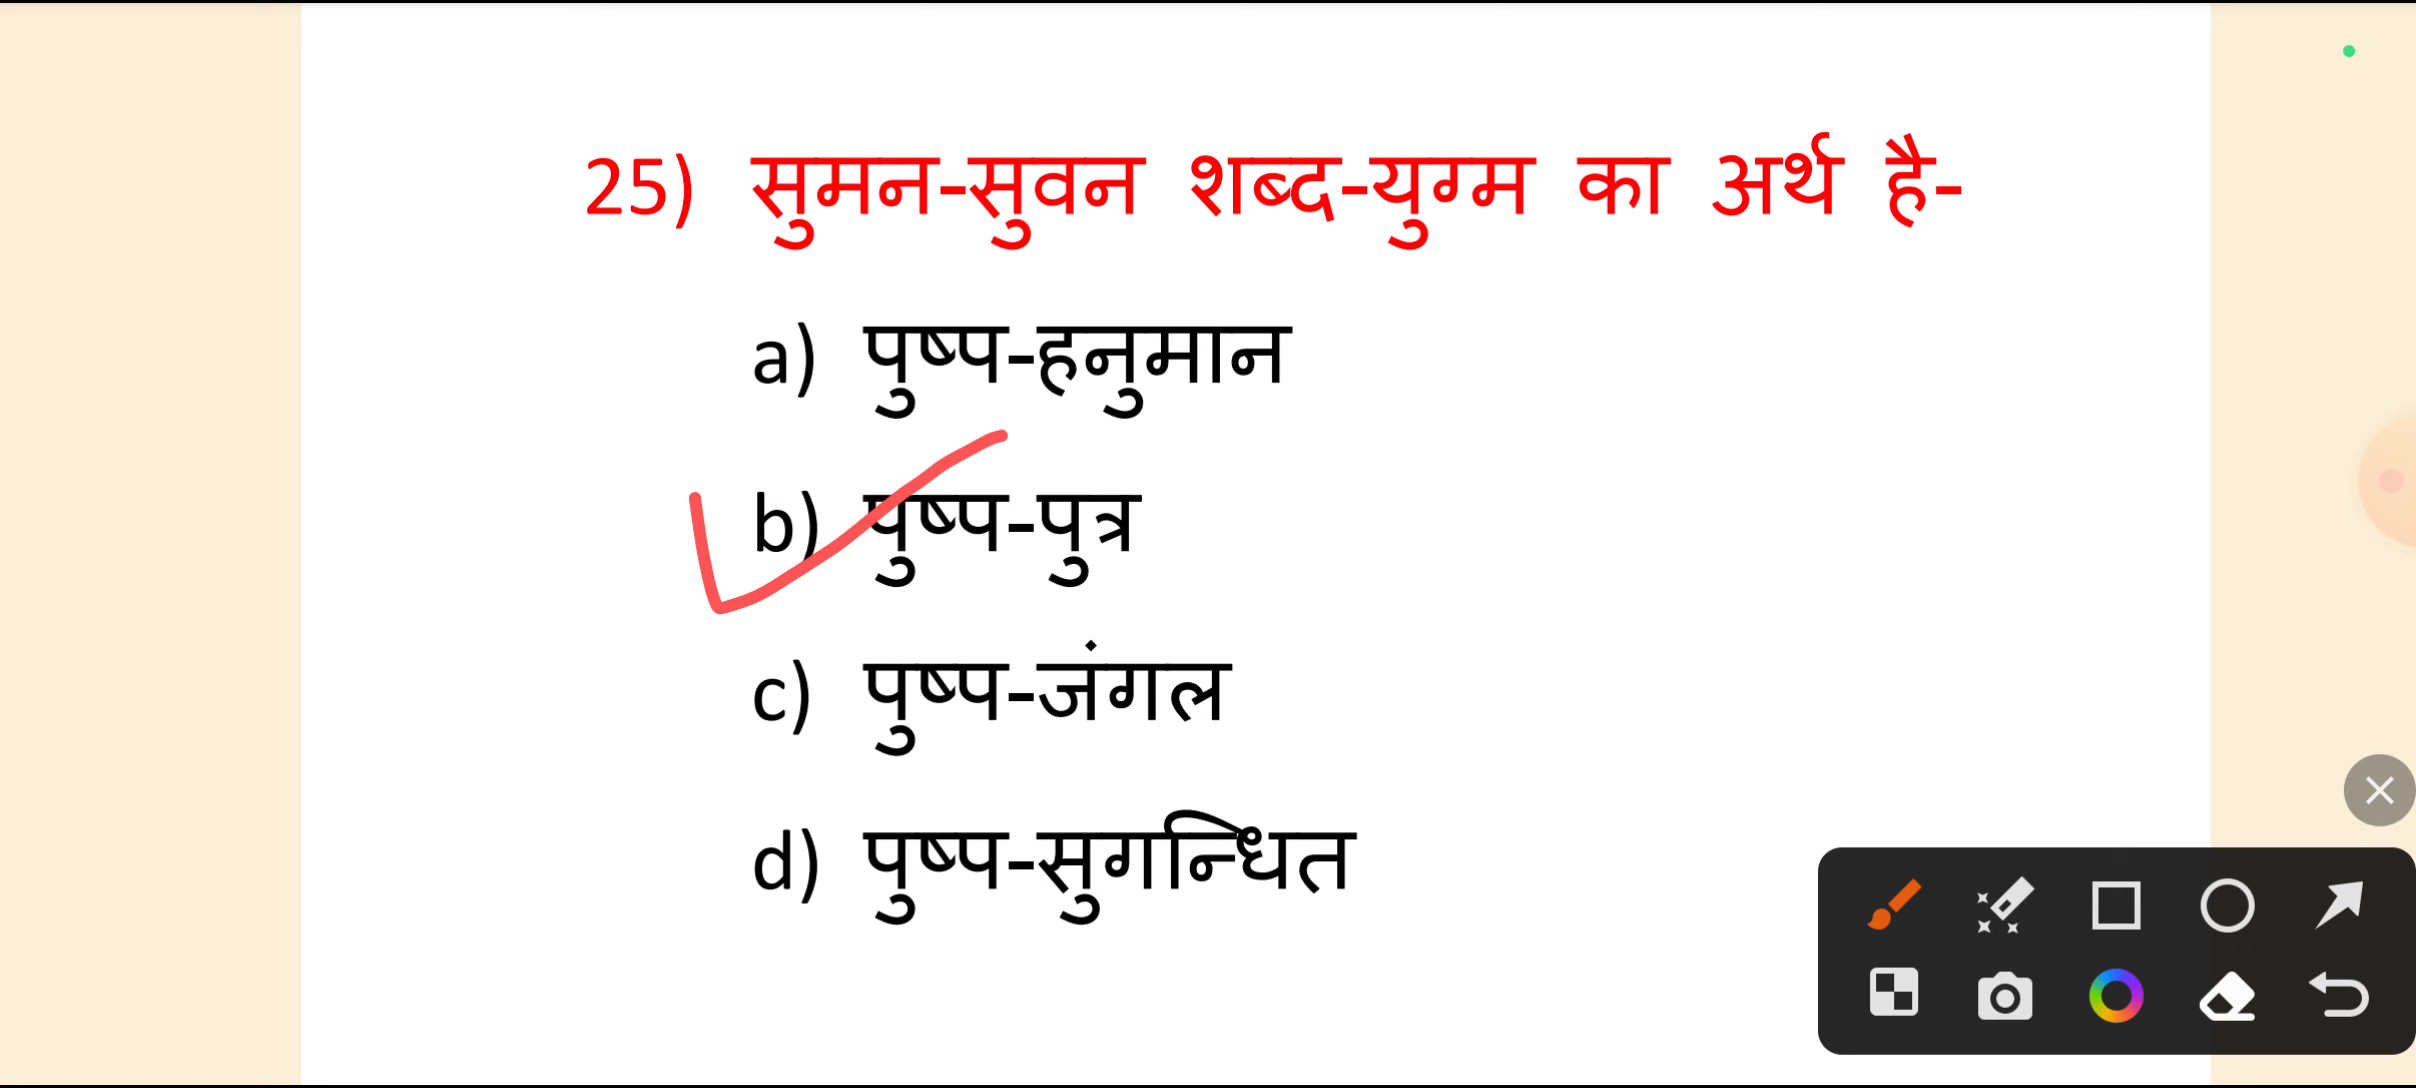 25) सुमन-सुवन शब्द-युग्म का अर्थ है-
a) पुष्प-हनुमान
b) पुष्प-पुत्र
c) पुष्प-जंगल
d) पुष्प-सुगन्धित